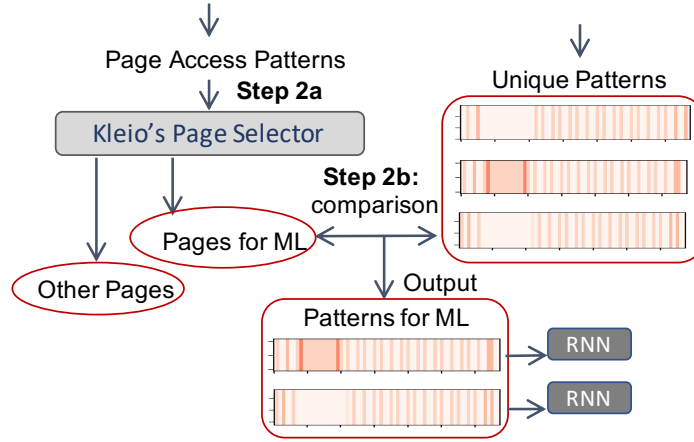 Page Access Patterns
Step 2a
Kleio's Page Selector
Unique Patterns
Step 2b:
comparison
Pages for ML
Other Pages
Output
Patterns for ML
RNN
RNN